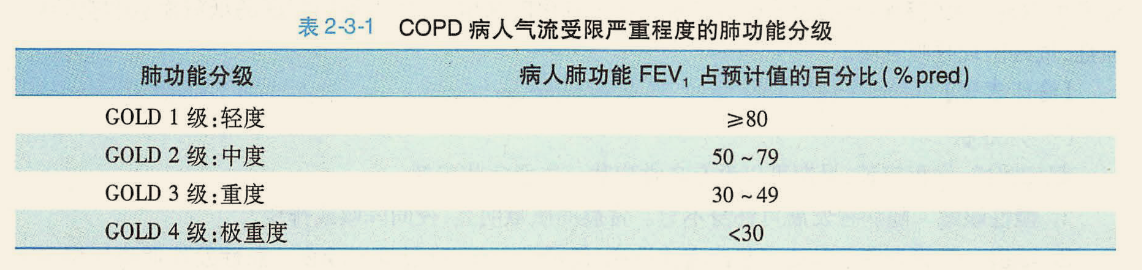 表2-3-1 COPD 病人气流受限严重程度的肺功能分级
肺功能分级 病人肺功能 FEV₁ 占预计值的百分比(%pred)
GOLD 1 级:轻度 ≥80
GOLD 2 级:中度 50~79
GOLD 3 级:重度 30~49
GOLD 4 级:极重度 <30